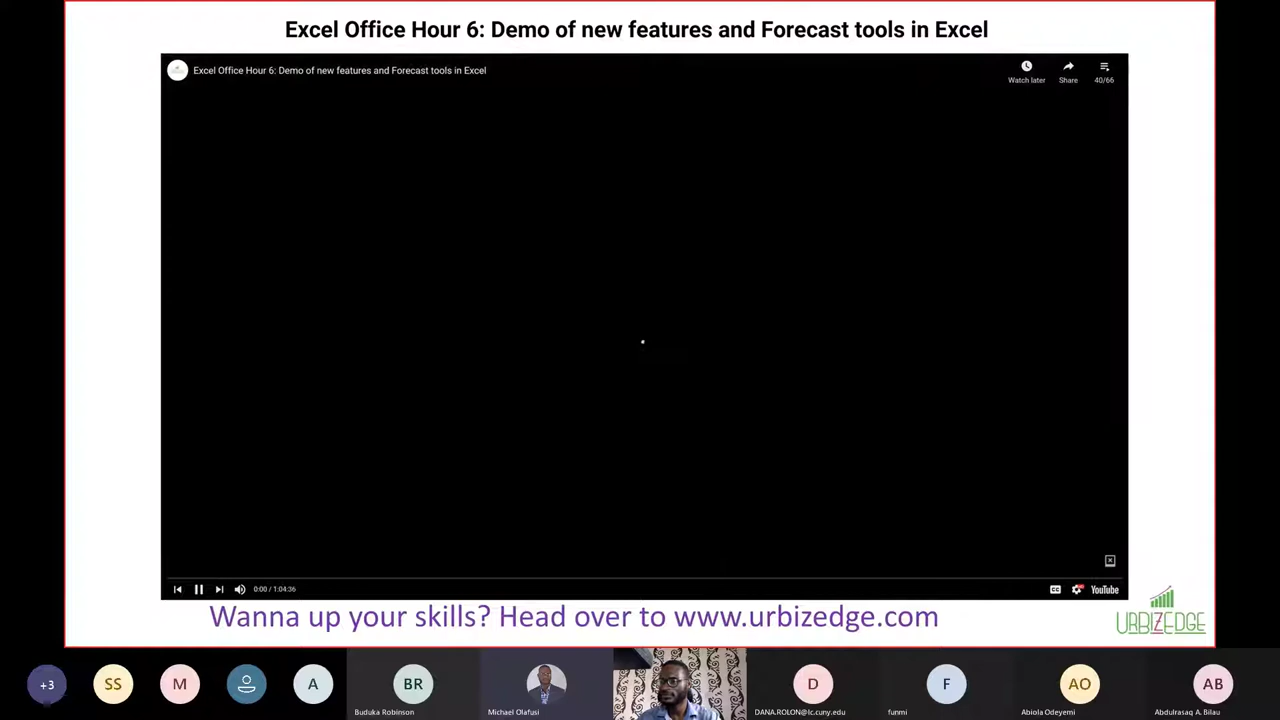 Excel Office Hour 6: Demo of new features and Forecast tools in Excel
Excel Office Hour 6: Demo of new features and Forecast tools in Excel
Watch later
Share
40/66
0:00 / 1:04:36
CC
YouTube
Wanna up your skills? Head over to www.urbizedge.com
URBIZEDGE
+3
SS
M
A
BR
D
F
AO
AB
Buduka Robinson
Michael Olafusi
DANA.ROLON@lc.cuny.edu
funmi
Abiola Odeyemi
Abdulrasaq A. Bilau